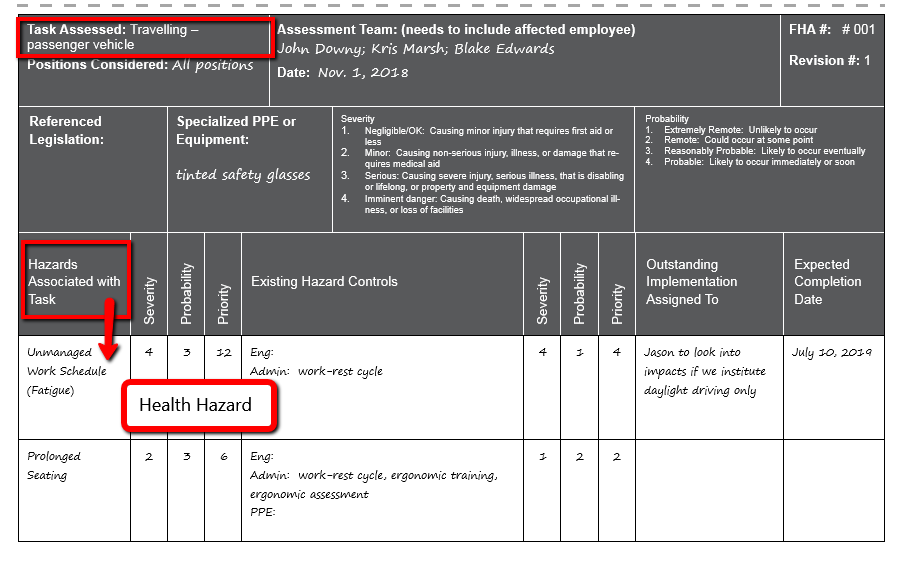 Task Assessed: Travelling –
passenger vehicle
Positions Considered: All positions
Assessment Team: (needs to include affected employee)
John Downy; Kris Marsh; Blake Edwards
Date: Nov. 1, 2018
FHA #: # 001
Revision #: 1
Referenced
Legislation:
Specialized PPE or
Equipment:
tinted safety glasses
Severity
1. Negligible/OK: Causing minor injury that requires first aid or
less
2. Minor: Causing non-serious injury, illness, or damage that re-
quires medical aid
3. Serious: Causing severe injury, serious illness, that is disabling
or lifelong, or property and equipment damage
4. Imminent danger: Causing death, widespread occupational ill-
ness, or loss of facilities
Probability
1. Extremely Remote: Unlikely to occur
2. Remote: Could occur at some point
3. Reasonably Probable: Likely to occur eventually
4. Probable: Likely to occur immediately or soon
Hazards
Associated with
Task
Severity
Probability
Priority
Existing Hazard Controls
Severity
Probability
Priority
Outstanding
Implementation
Assigned To
Expected
Completion
Date
Unmanaged
Work Schedule
(Fatigue)
4
3
12
Eng:
Admin: work-rest cycle
4
1
4
Jason to look into
impacts if we institute
daylight driving only
July 10, 2019
Health Hazard
Prolonged
Seating
2
3
6
Eng:
Admin: work-rest cycle, ergonomic training,
ergonomic assessment
PPE:
1
2
2